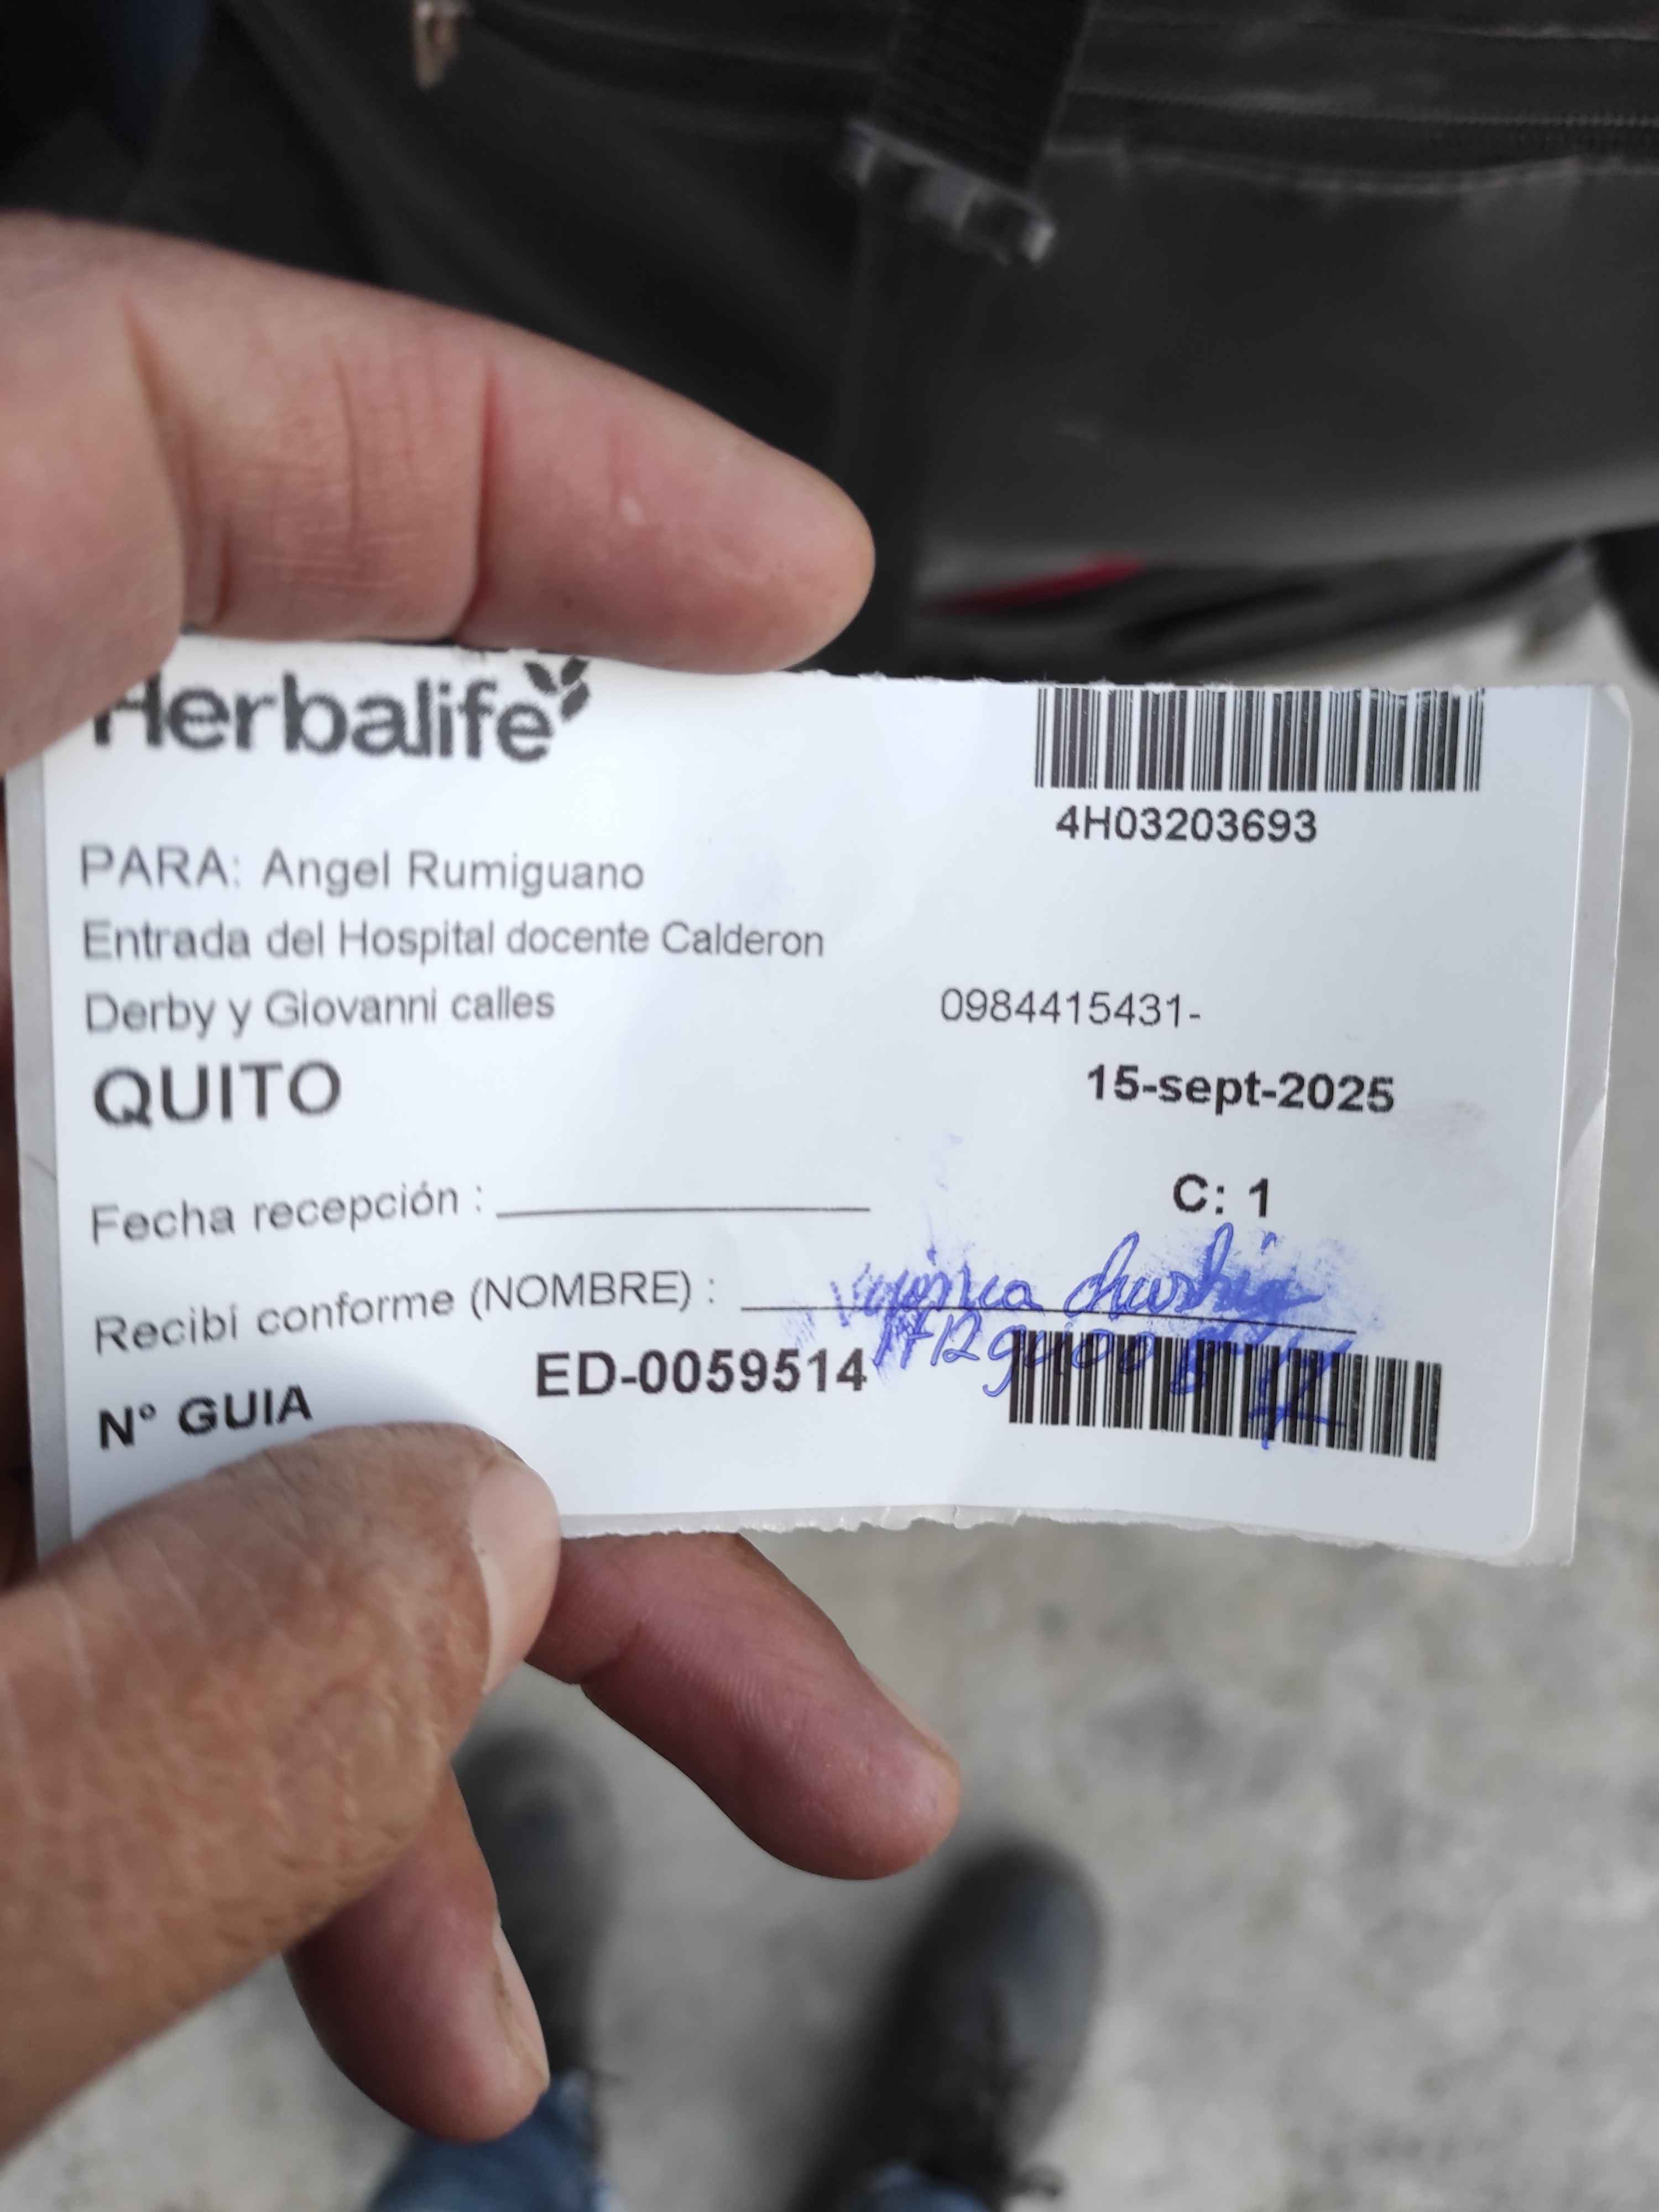 Herbalife
4H03203693
PARA: Angel Rumiguano
Entrada del Hospital docente Calderon
Derby y Giovanni calles
0984415431-
QUITO
15-sept-2025
Fecha recepción :
C: 1
Recibí conforme (NOMBRE) :
N° GUIA
ED-0059514